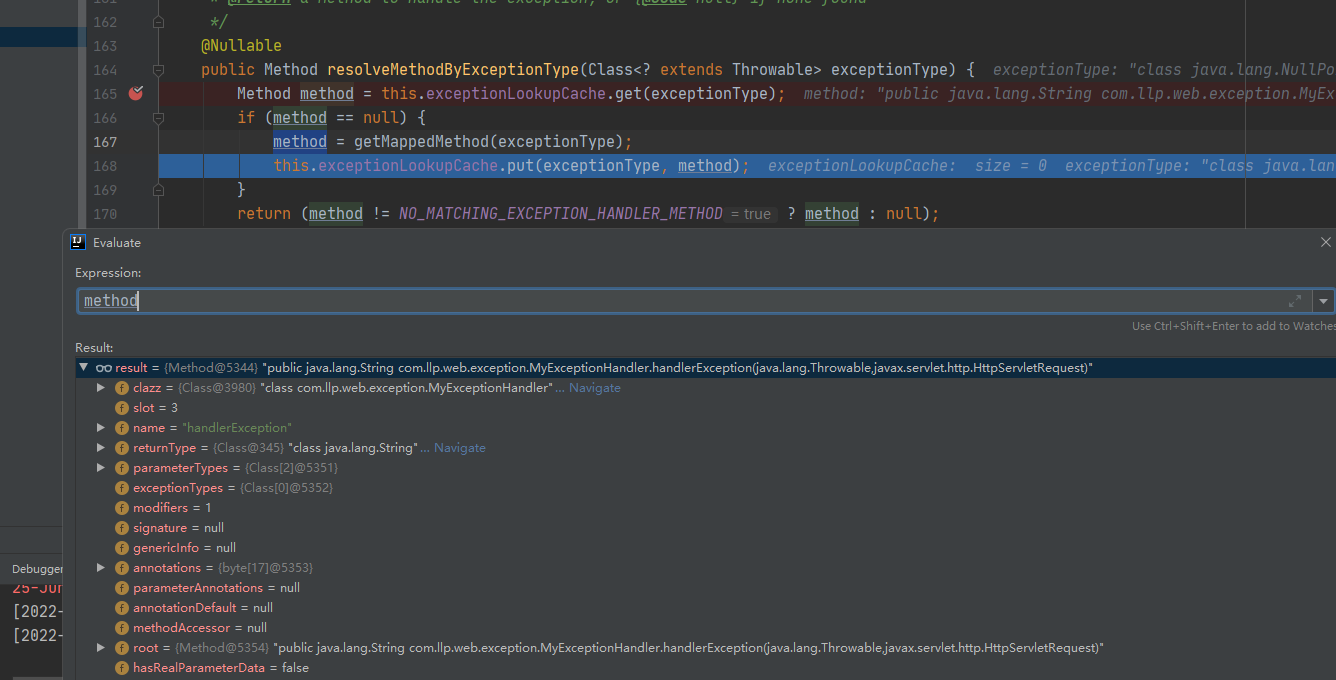 162 */
163 @Nullable
164 public Method resolveMethodByExceptionType(Class<? extends Throwable> exceptionType) { exceptionType: "class java.lang.NullPo
165 Method method = this.exceptionLookupCache.get(exceptionType); method: "public java.lang.String com.llp.web.exception.MyEx
166 if (method == null) {
167 method = getMappedMethod(exceptionType);
168 this.exceptionLookupCache.put(exceptionType, method); exceptionLookupCache: size = 0 exceptionType: "class java.lan
169 }
170 return (method != NO_MATCHING_EXCEPTION_HANDLER_METHOD = true ? method : null);
Evaluate
Expression:
method
Use Ctrl+Shift+Enter to add to Watches
Result:
result = {Method@5344} "public java.lang.String com.llp.web.exception.MyExceptionHandler.handlerException(java.lang.Throwable,javax.servlet.http.HttpServletRequest)"
clazz = {Class@3980} "class com.llp.web.exception.MyExceptionHandler"... Navigate
slot = 3
name = "handlerException"
returnType = {Class@345} "class java.lang.String"... Navigate
parameterTypes = {Class[2]@5351}
exceptionTypes = {Class[0]@5352}
modifiers = 1
signature = null
genericInfo = null
annotations = {byte[17]@5353}
parameterAnnotations = null
annotationDefault = null
methodAccessor = null
root = {Method@5354} "public java.lang.String com.llp.web.exception.MyExceptionHandler.handlerException(java.lang.Throwable,javax.servlet.http.HttpServletRequest)"
hasRealParameterData = false
Debugger
25-Jun
[2022-
[2022-